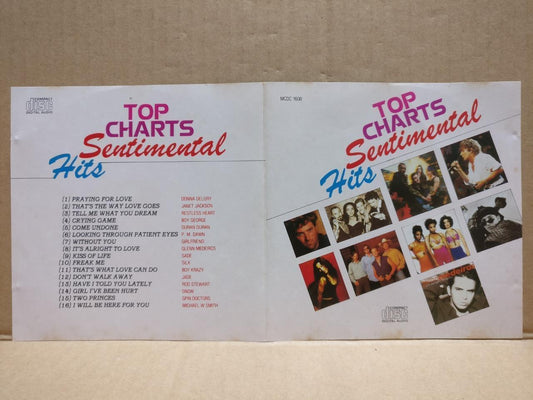 COMPACT
disc
DIGITAL AUDIO
TOP
CHARTS
Sentimental
Hits
[1] PRAYING FOR LOVE DONNA DELERY
[2] THAT'S THE WAY LOVE GOES JANET JACKSON
[3] TELL ME WHAT YOU DREAM RESTLESS HEART
[4] CRYING GAME BOY GEORGE
[5] COME UNDONE DURAN DURAN
[6] LOOKING THROUGH PATIENT EYES P. M. DAWN
[7] WITHOUT YOU GIRLFRIEND
[8] IT'S ALRIGHT TO LOVE GLENN MEDEIROS
[9] KISS OF LIFE SADE
[10] FREAK ME SILK
[11] THAT'S WHAT LOVE CAN DO BOY KRAZY
[12] DON'T WALK AWAY JADE
[13] HAVE I TOLD YOU LATELY ROD STEWART
[14] GIRL I'VE BEEN HURT SNOW
[15] TWO PRINCES SPIN DOCTORS
[16] I WILL BE HERE FOR YOU MICHAEL W SMITH
TOP
CHARTS
Sentimental
Hits
COMPACT
disc
DIGITAL AUDIO